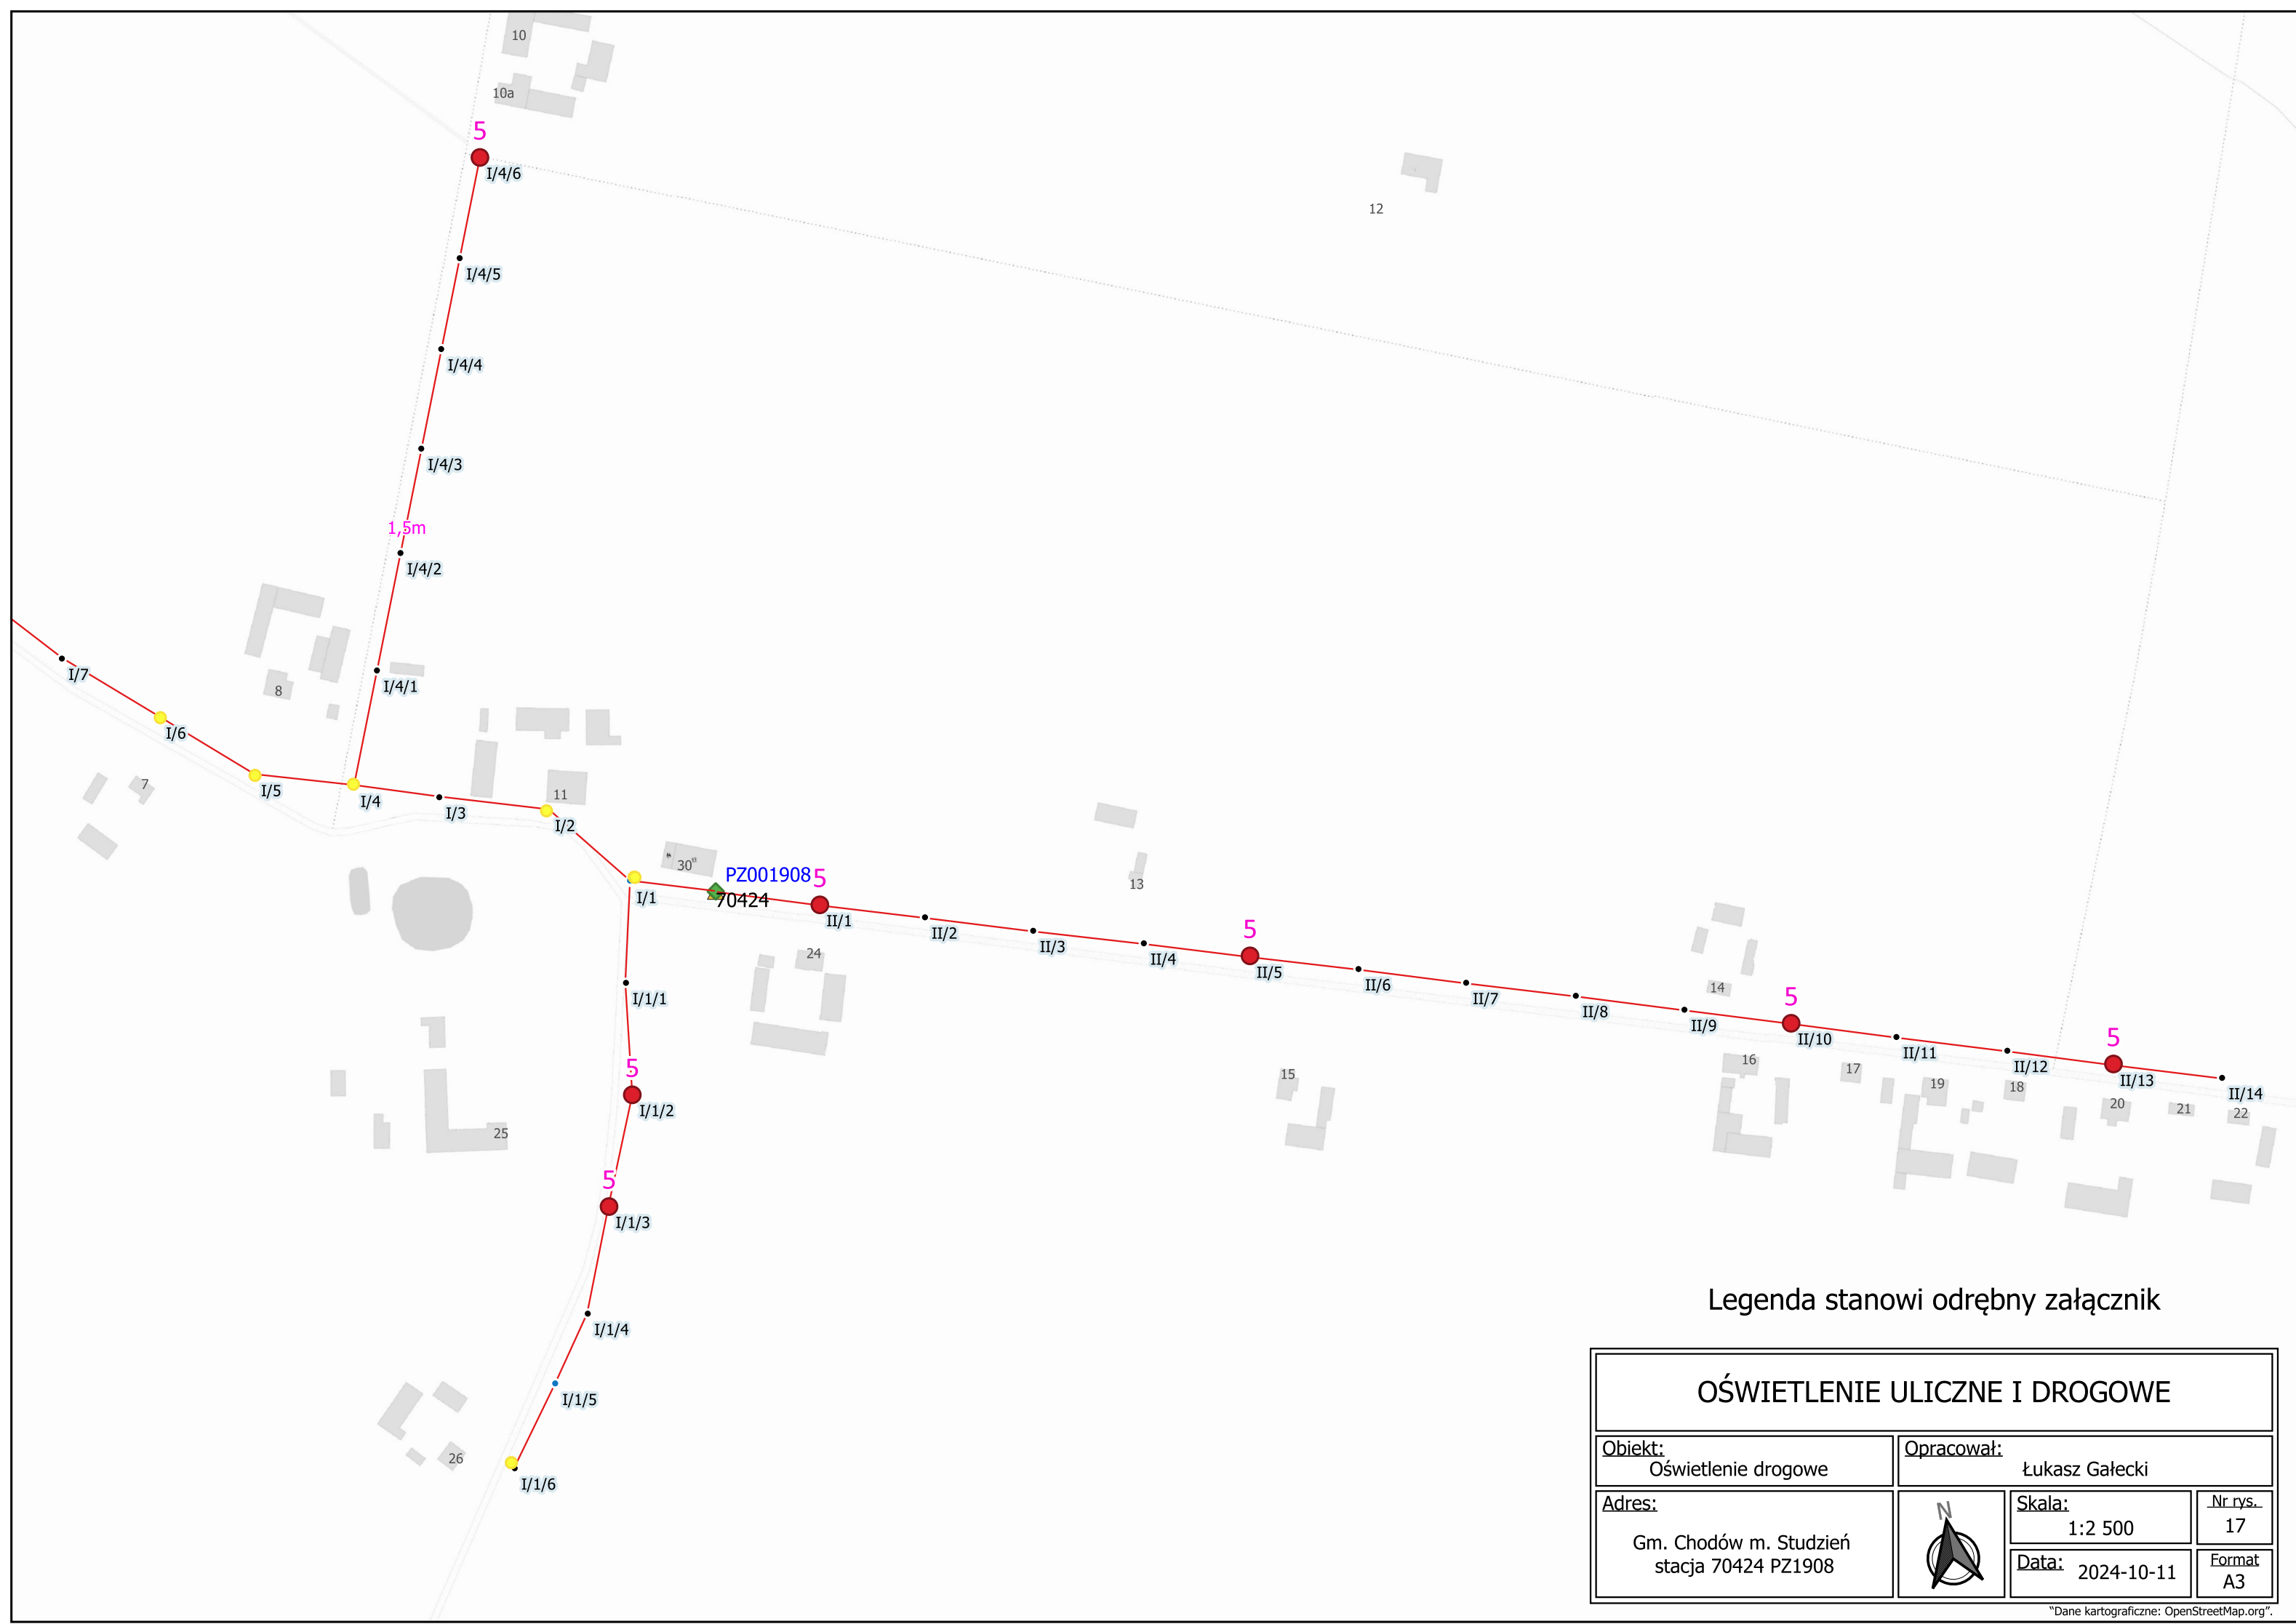 10
10a
5
I/4/6
12
I/4/5
I/4/4
I/4/3
1,5m
I/4/2
I/7
8
I/4/1
I/6
7
I/5
I/4
11
I/3
I/2
30
PZ001908
5
13
I/1
70424
II/1
II/2
5
II/3
24
II/4
II/5
II/6
14
5
I/1/1
II/7
II/8
II/9
II/10
5
II/11
16
II/12
5
15
17
II/13
19
18
II/14
I/1/2
20
21
22
25
5
I/1/3
Legenda stanowi odrębny załącznik
I/1/4
I/1/5
26
I/1/6
OŚWIETLENIE ULICZNE I DROGOWE
Obiekt:
Oświetlenie drogowe
Opracował:
Łukasz Gałecki
Adres:
Gm. Chodów m. Studzień
stacja 70424 PZ1908
N
Skala:
1:2 500
Nr rys.
17
Data: 2024-10-11
Format
A3
"Dane kartograficzne: OpenStreetMap.org".